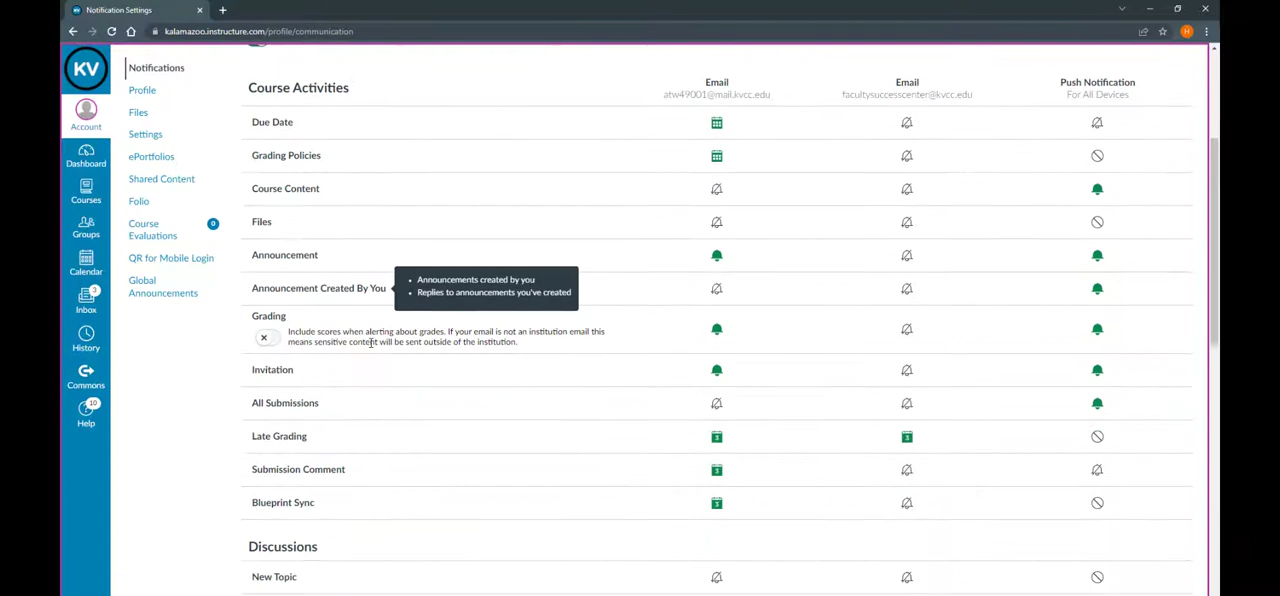 KV Notification Settings
kalamazoo.instructure.com/profile/communication
H
KV
Account
Dashboard
Courses
Groups
Calendar
3
Inbox
History
Commons
10
Help
Notifications
Profile
Files
Settings
ePortfolios
Shared Content
Folio
Course
Evaluations
0
QR for Mobile Login
Global
Announcements
Course Activities
Email
atw49001@mail.kvcc.edu
Email
facultysuccesscenter@kvcc.edu
Push Notification
For All Devices
Due Date
Grading Policies
Course Content
Files
Announcement
Announcement Created By You
Announcements created by you
Replies to announcements you've created
Grading
Include scores when alerting about grades. If your email is not an institution email this
means sensitive content will be sent outside of the institution.
Invitation
All Submissions
Late Grading
3
3
Submission Comment
3
Blueprint Sync
3
Discussions
New Topic